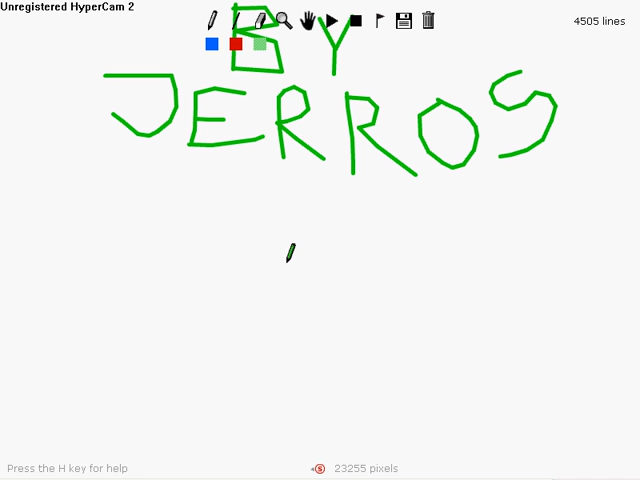 Unregistered HyperCam 2
4505 lines
BY
JERROS
Press the H key for help
23255 pixels